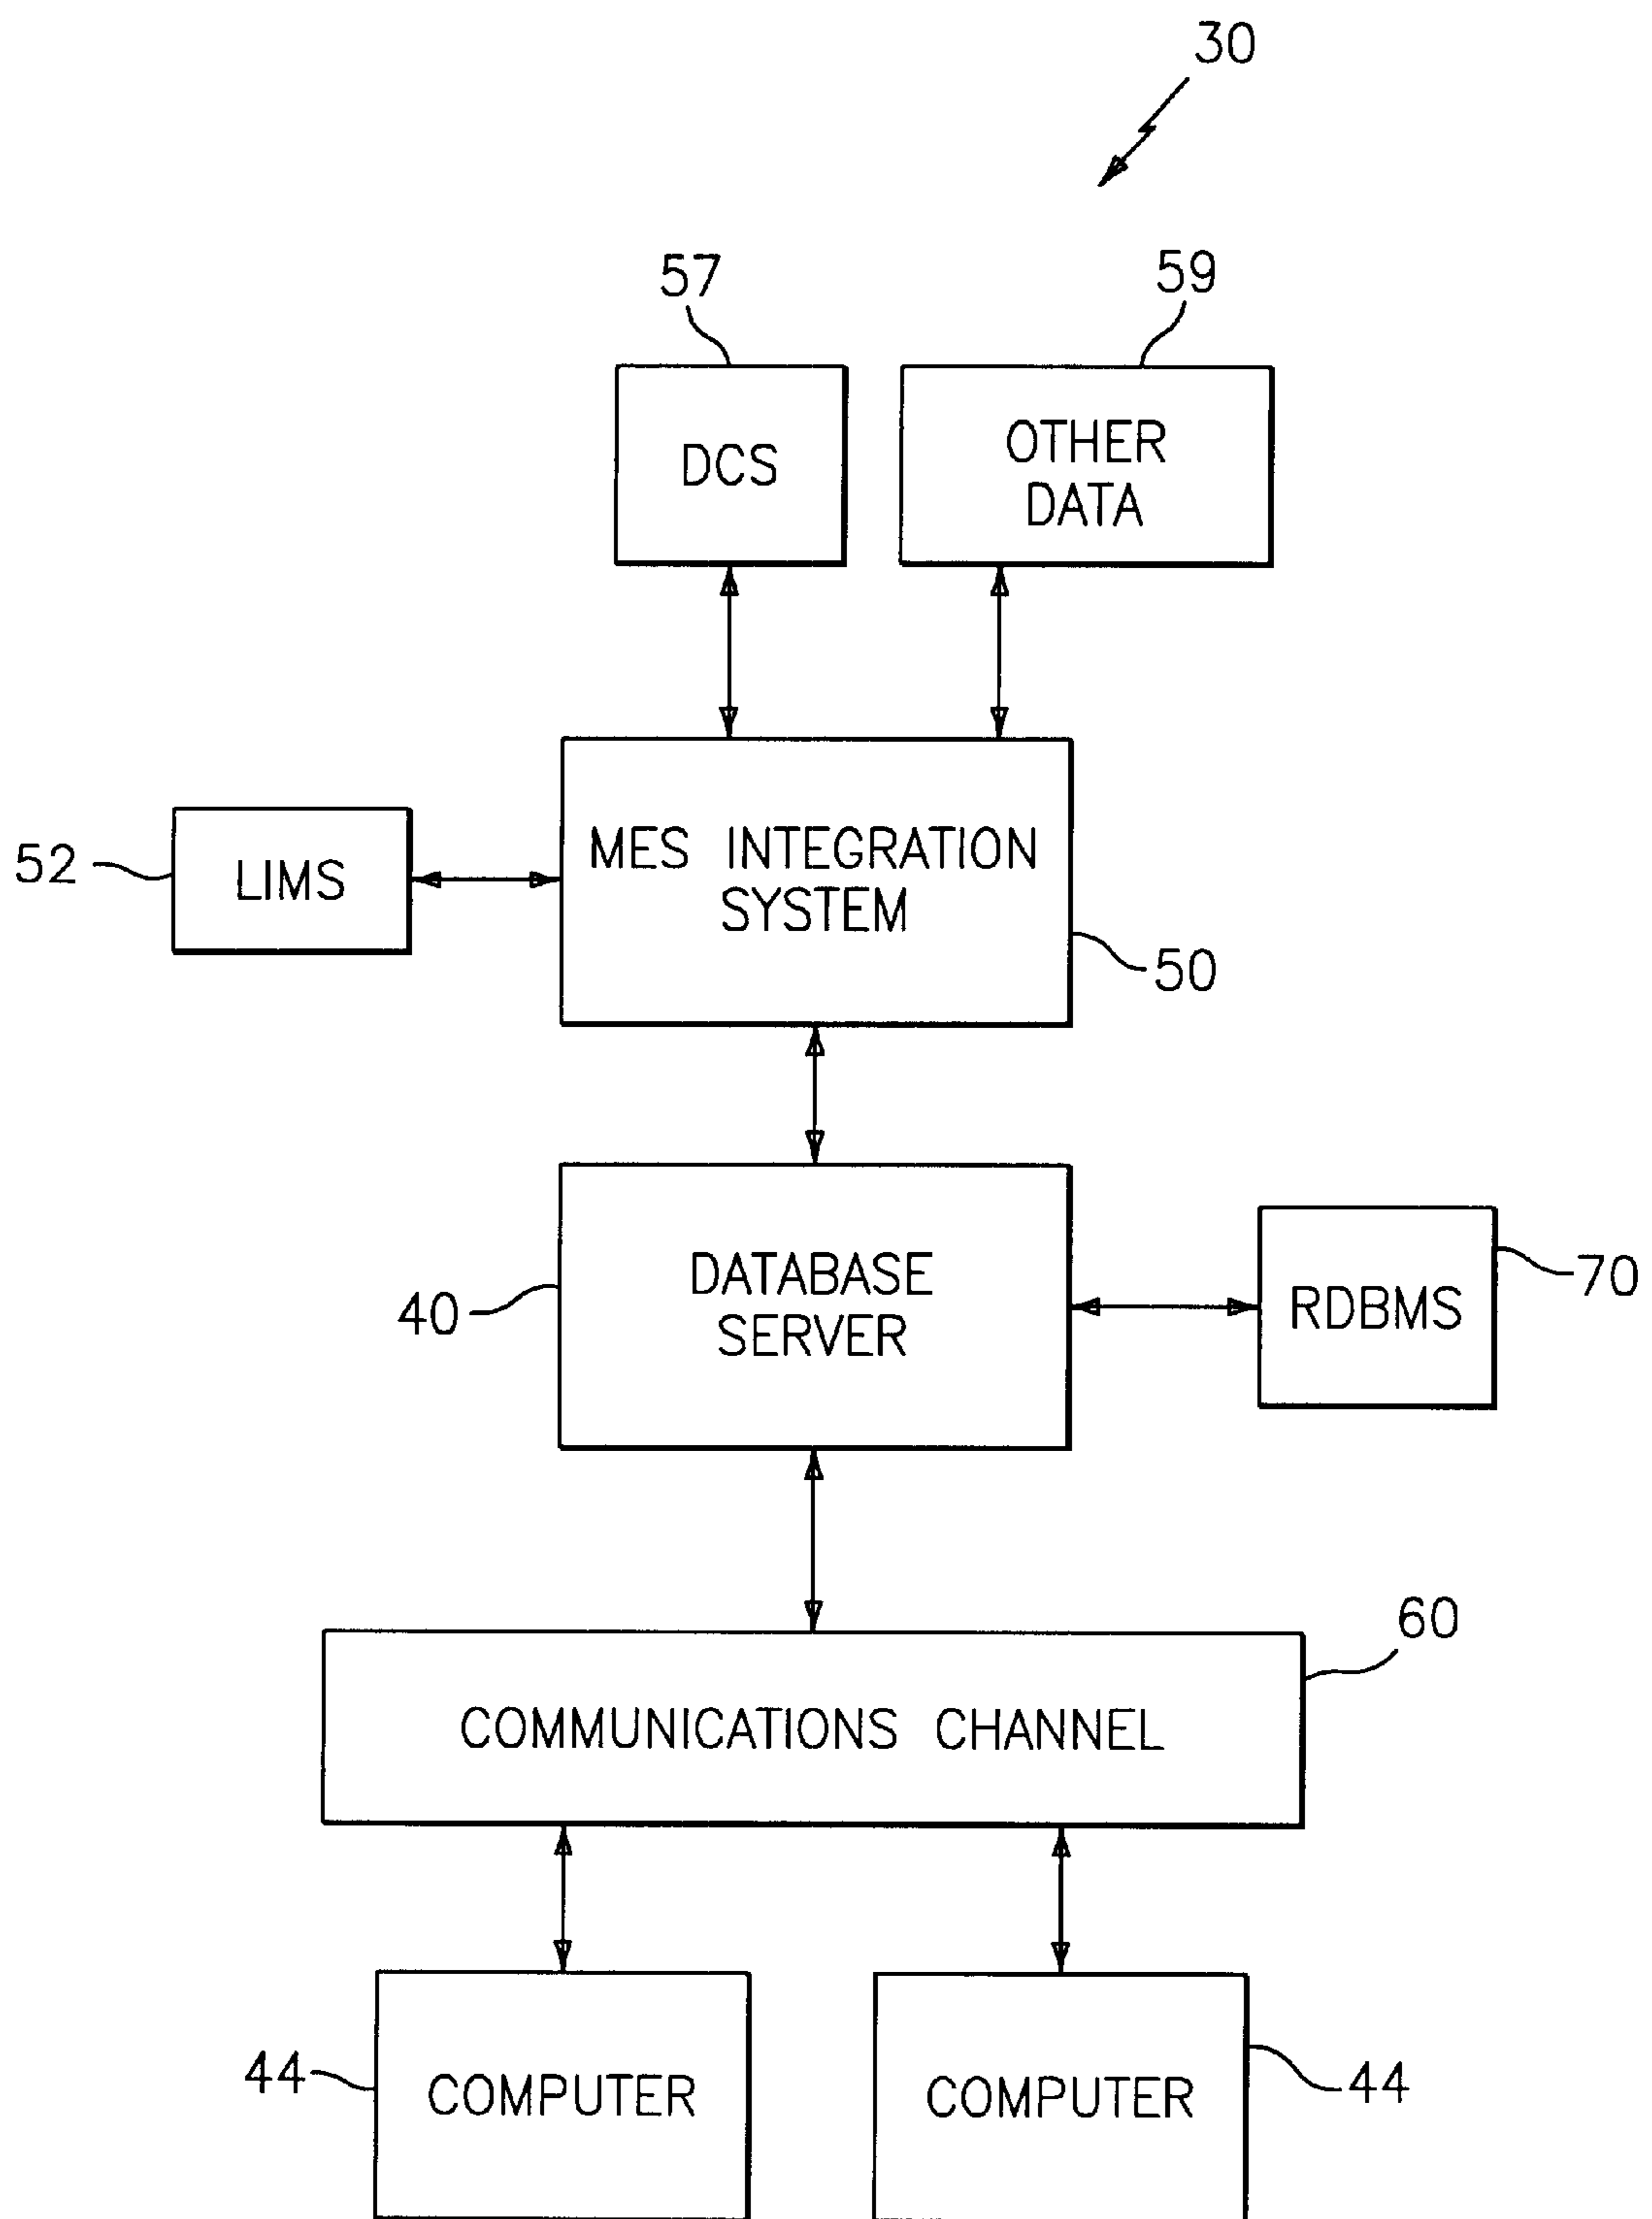 30
57
59
DCS
OTHER
DATA
52
LIMS
MES INTEGRATION
SYSTEM
50
40
DATABASE
SERVER
RDBMS
70
60
COMMUNICATIONS CHANNEL
44
COMPUTER
COMPUTER
44